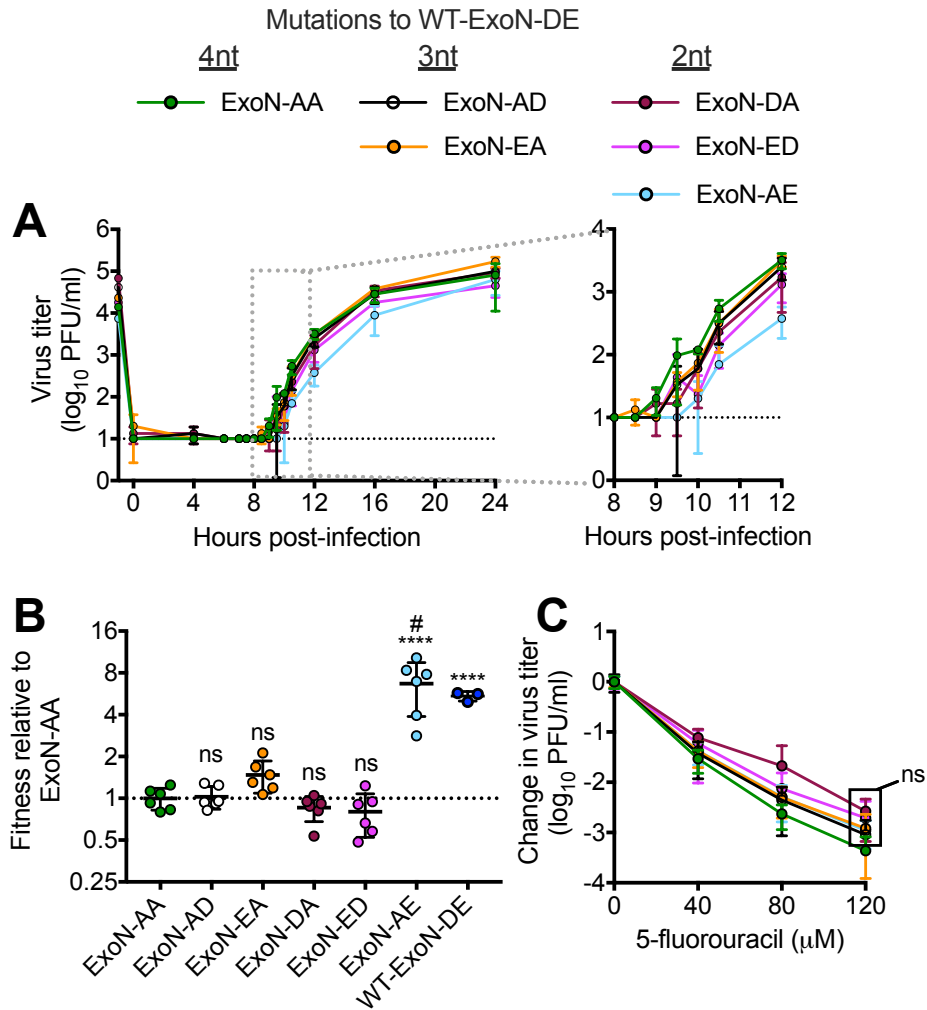 Mutations to WT-ExoN-DE
4nt 3nt 2nt
ExoN-AA ExoN-AD ExoN-DA
ExoN-EA ExoN-ED
ExoN-AE
A
Virus titer
(log10 PFU/ml)
6
5
4
3
2
1
0
0 4 8 12 16 20 24
Hours post-infection
4
3
2
1
0
8 9 10 11 12
Hours post-infection
B
Fitness relative to
ExoN-AA
16
8
4
2
1
0.5
0.25
ns ns ns ns
#
****
****
ExoN-AA
ExoN-AD
ExoN-EA
ExoN-DA
ExoN-ED
ExoN-AE
WT-ExoN-DE
C
Change in virus titer
(log10 PFU/ml)
1
0
-1
-2
-3
-4
ns
0 40 80 120
5-fluorouracil (μM)